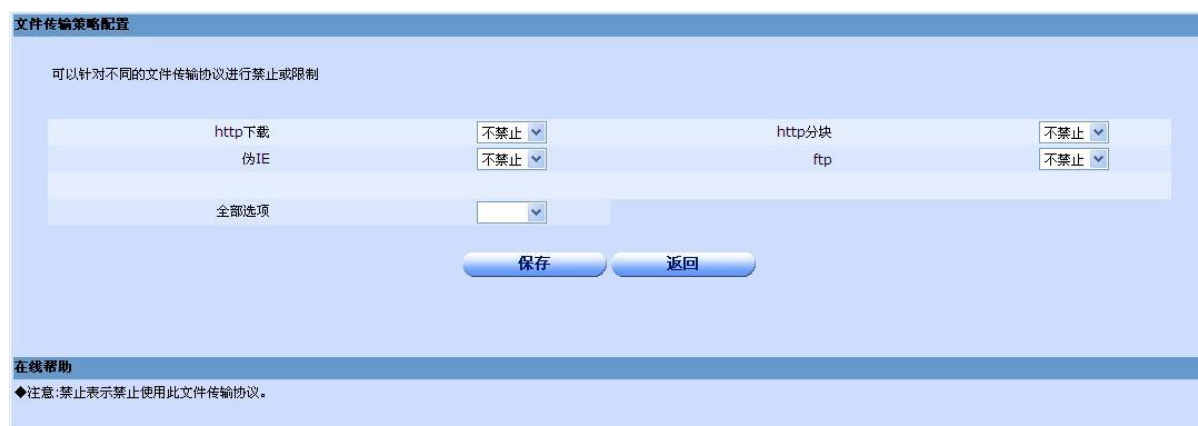 文件传输策略配置
可以针对不同的文件传输协议进行禁止或限制
http下载 不禁止 http分块 不禁止
伪IE 不禁止 ftp 不禁止
全部选项
保存 返回
在线帮助
◆注意:禁止表示禁止使用此文件传输协议。